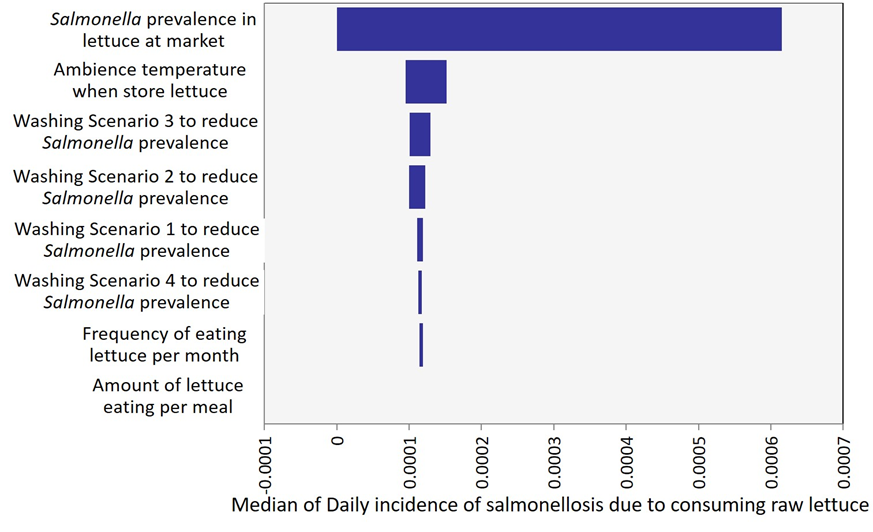 Salmonella prevalence in
lettuce at market
Ambience temperature
when store lettuce
Washing Scenario 3 to reduce
Salmonella prevalence
Washing Scenario 2 to reduce
Salmonella prevalence
Washing Scenario 1 to reduce
Salmonella prevalence
Washing Scenario 4 to reduce
Salmonella prevalence
Frequency of eating
lettuce per month
Amount of lettuce
eating per meal
-0.0001
0
0.0001
0.0002
0.0003
0.0004
0.0005
0.0006
0.0007
Median of Daily incidence of salmonellosis due to consuming raw lettuce